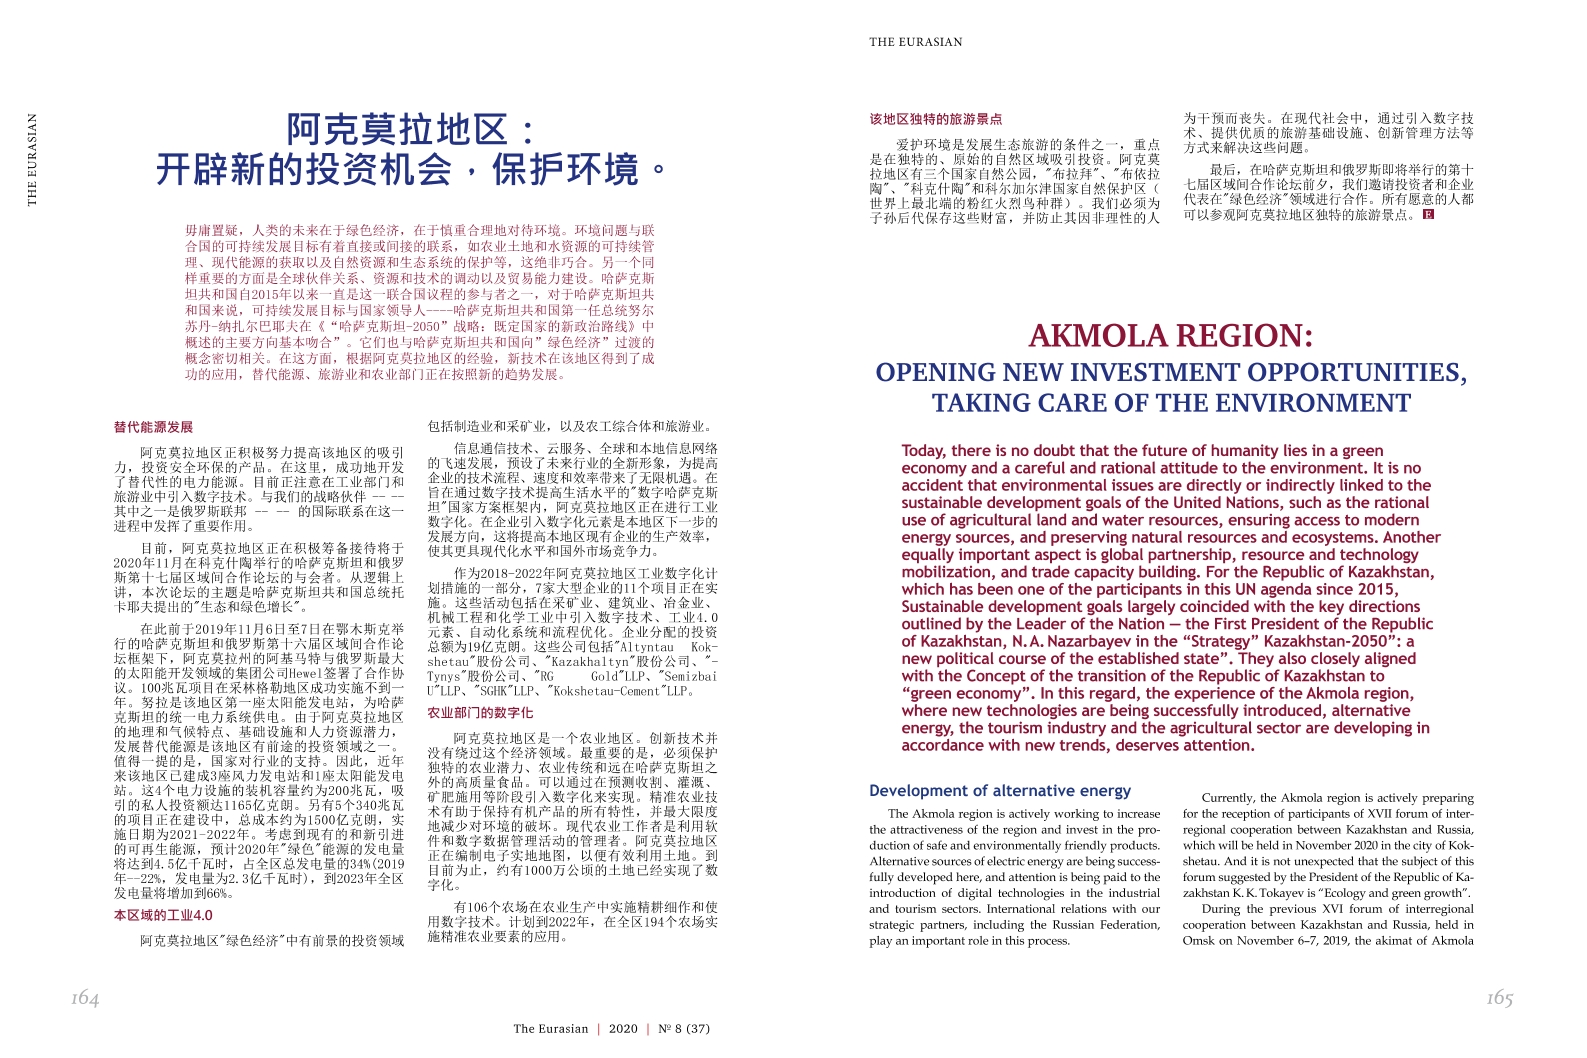 THE EURASIAN
阿克莫拉地区：
开辟新的投资机会，保护环境。
毋庸置疑，人类的未来在于绿色经济，在于慎重合理地对待环境。环境问题与联
合国的可持续发展目标有着直接或间接的联系，如农业土地和水资源的可持续管
理、现代能源的获取以及自然资源和生态系统的保护等，这绝非巧合。另一个同
样重要的方面是全球伙伴关系、资源和技术的调动以及贸易能力建设。哈萨克斯
坦共和国自2015年以来一直是这一联合国议程的参与者之一，对于哈萨克斯坦共
和国来说，可持续发展目标与国家领导人----哈萨克斯坦共和国第一任总统努尔
苏丹-纳扎尔巴耶夫在《“哈萨克斯坦-2050”战略：既定国家的新政治路线》中
概述的主要方向基本吻合”。它们也与哈萨克斯坦共和国向”绿色经济”过渡的
概念密切相关。在这方面，根据阿克莫拉地区的经验，新技术在该地区得到了成
功的应用，替代能源、旅游业和农业部门正在按照新的趋势发展。
替代能源发展
阿克莫拉地区正积极努力提高该地区的吸引
力，投资安全环保的产品。在这里，成功地开发
了替代性的电力能源。目前正注意在工业部门和
旅游业中引入数字技术。与我们的战略伙伴 -- --
其中之一是俄罗斯联邦 -- -- 的国际联系在这一
进程中发挥了重要作用。
目前，阿克莫拉地区正在积极筹备接待将于
2020年11月在科克什陶举行的哈萨克斯坦和俄罗
斯第十七届区域间合作论坛的与会者。从逻辑上
讲，本次论坛的主题是哈萨克斯坦共和国总统托
卡耶夫提出的"生态和绿色增长"。
在此前于2019年11月6日至7日在鄂木斯克举
行的哈萨克斯坦和俄罗斯第十六届区域间合作论
坛框架下，阿克莫拉州的阿基马特与俄罗斯最大
的太阳能开发领域的集团公司Hewel签署了合作协
议。100兆瓦项目在采林格勒地区成功实施不到一
年。努拉是该地区第一座太阳能发电站，为哈萨
克斯坦的统一电力系统供电。由于阿克莫拉地区
的地理和气候特点、基础设施和人力资源潜力，
发展替代能源是该地区有前途的投资领域之一。
值得一提的是，国家对行业的支持。因此，近年
来该地区已建成3座风力发电站和1座太阳能发电
站。这4个电力设施的装机容量约为200兆瓦，吸
引的私人投资额达1165亿克朗。另有5个340兆瓦
的项目正在建设中，总成本约为1500亿克朗，实
施日期为2021-2022年。考虑到现有的和新引进
的可再生能源，预计2020年"绿色"能源的发电量
将达到4.5亿千瓦时，占全区总发电量的34%(2019
年--22%，发电量为2.3亿千瓦时)，到2023年全区
发电量将增加到66%。
本区域的工业4.0
阿克莫拉地区"绿色经济"中有前景的投资领域
包括制造业和采矿业，以及农工综合体和旅游业。
信息通信技术、云服务、全球和本地信息网络
的飞速发展，预设了未来行业的全新形象，为提高
企业的技术流程、速度和效率带来了无限机遇。在
旨在通过数字技术提高生活水平的"数字哈萨克斯
坦"国家方案框架内，阿克莫拉地区正在进行工业
数字化。在企业引入数字化元素是本地区下一步的
发展方向，这将提高本地区现有企业的生产效率，
使其更具现代化水平和国外市场竞争力。
作为2018-2022年阿克莫拉地区工业数字化计
划措施的一部分，7家大型企业的11个项目正在实
施。这些活动包括在采矿业、建筑业、冶金业、
机械工程和化学工业中引入数字技术、工业4.0
元素、自动化系统和流程优化。企业分配的投资
总额为19亿克朗。这些公司包括"Altyntau Kok-
shetau"股份公司、"Kazakhaltyn"股份公司、"-
Tynys"股份公司、"RG Gold"LLP、"Semizbai
U"LLP、"SGHK"LLP、"Kokshetau-Cement"LLP。
农业部门的数字化
阿克莫拉地区是一个农业地区。创新技术并
没有绕过这个经济领域。最重要的是，必须保护
独特的农业潜力、农业传统和远在哈萨克斯坦之
外的高质量食品。可以通过在预测收割、灌溉、
矿肥施用等阶段引入数字化来实现。精准农业技
术有助于保持有机产品的所有特性，并最大限度
地减少对环境的破坏。现代农业工作者是利用软
件和数字数据管理活动的管理者。阿克莫拉地区
正在编制电子实地地图，以便有效利用土地。到
目前为止，约有1000万公顷的土地已经实现了数
字化。
有106个农场在农业生产中实施精耕细作和使
用数字技术。计划到2022年，在全区194个农场实
施精准农业要素的应用。
164
The Eurasian | 2020 | № 8 (37)
THE EURASIAN
该地区独特的旅游景点
爱护环境是发展生态旅游的条件之一，重点
是在独特的、原始的自然区域吸引投资。阿克莫
拉地区有三个国家自然公园，"布拉拜"、"布依拉
陶"、"科克什陶"和科尔加尔津国家自然保护区（
世界上最北端的粉红火烈鸟种群）。我们必须为
子孙后代保存这些财富，并防止其因非理性的人
为干预而丧失。在现代社会中，通过引入数字技
术、提供优质的旅游基础设施、创新管理方法等
方式来解决这些问题。
最后，在哈萨克斯坦和俄罗斯即将举行的第十
七届区域间合作论坛前夕，我们邀请投资者和企业
代表在"绿色经济"领域进行合作。所有愿意的人都
可以参观阿克莫拉地区独特的旅游景点。E
AKMOLA REGION:
OPENING NEW INVESTMENT OPPORTUNITIES,
TAKING CARE OF THE ENVIRONMENT
Today, there is no doubt that the future of humanity lies in a green
economy and a careful and rational attitude to the environment. It is no
accident that environmental issues are directly or indirectly linked to the
sustainable development goals of the United Nations, such as the rational
use of agricultural land and water resources, ensuring access to modern
energy sources, and preserving natural resources and ecosystems. Another
equally important aspect is global partnership, resource and technology
mobilization, and trade capacity building. For the Republic of Kazakhstan,
which has been one of the participants in this UN agenda since 2015,
Sustainable development goals largely coincided with the key directions
outlined by the Leader of the Nation — the First President of the Republic
of Kazakhstan, N. A. Nazarbayev in the “Strategy” Kazakhstan-2050”: a
new political course of the established state”. They also closely aligned
with the Concept of the transition of the Republic of Kazakhstan to
“green economy”. In this regard, the experience of the Akmola region,
where new technologies are being successfully introduced, alternative
energy, the tourism industry and the agricultural sector are developing in
accordance with new trends, deserves attention.
Development of alternative energy
The Akmola region is actively working to increase
the attractiveness of the region and invest in the pro-
duction of safe and environmentally friendly products.
Alternative sources of electric energy are being success-
fully developed here, and attention is being paid to the
introduction of digital technologies in the industrial
and tourism sectors. International relations with our
strategic partners, including the Russian Federation,
play an important role in this process.
Currently, the Akmola region is actively preparing
for the reception of participants of XVII forum of inter-
regional cooperation between Kazakhstan and Russia,
which will be held in November 2020 in the city of Kok-
shetau. And it is not unexpected that the subject of this
forum suggested by the President of the Republic of Ka-
zakhstan K. K. Tokayev is “Ecology and green growth”.
During the previous XVI forum of interregional
cooperation between Kazakhstan and Russia, held in
Omsk on November 6–7, 2019, the akimat of Akmola
165